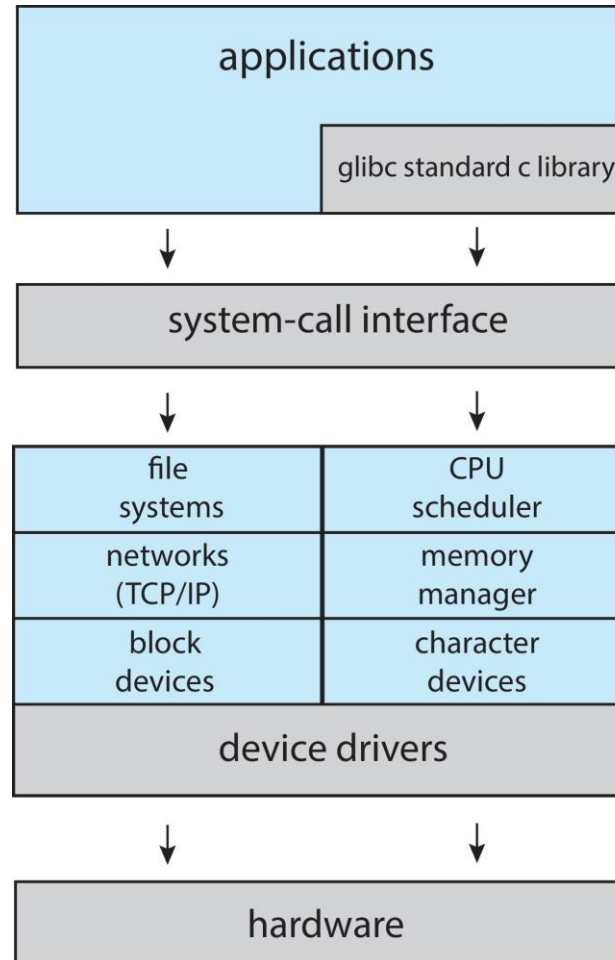 applications
glibc standard c library
system-call interface
file
systems
CPU
scheduler
networks
(TCP/IP)
memory
manager
block
devices
character
devices
device drivers
hardware